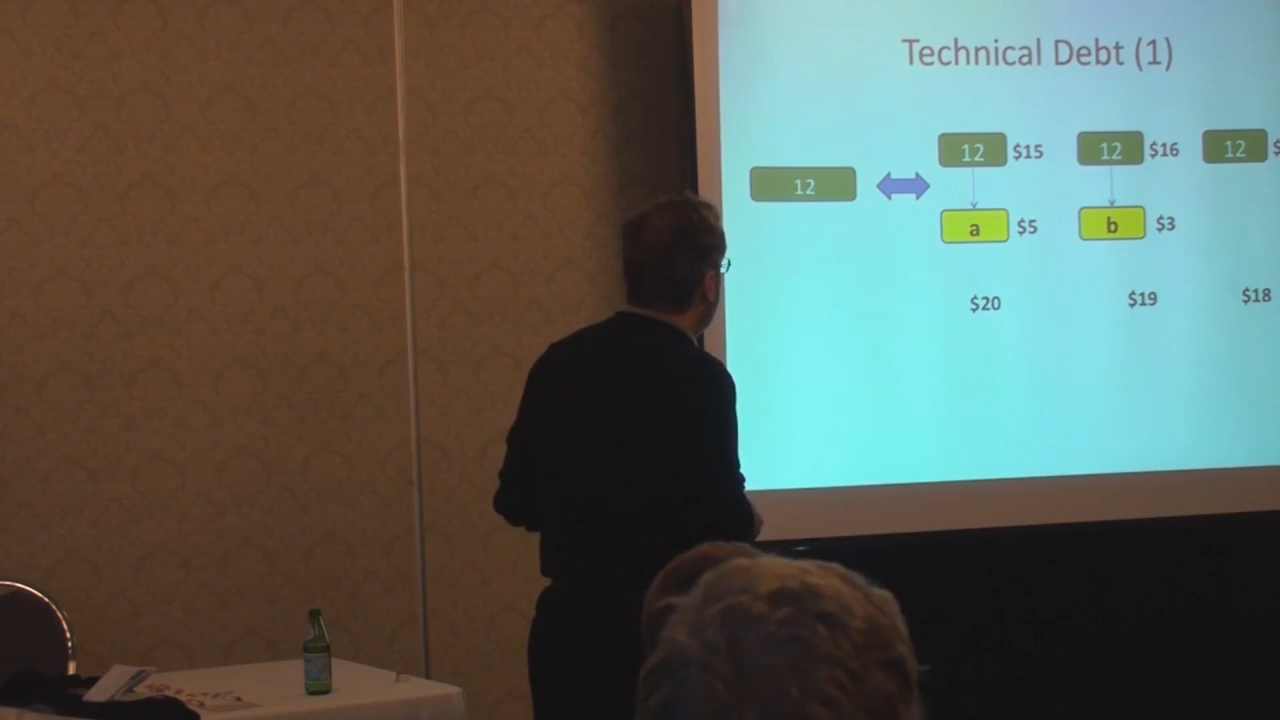 Technical Debt (1)
12 $15 12 $16 12 $
12
a $5 b $3
$20 $19 $18